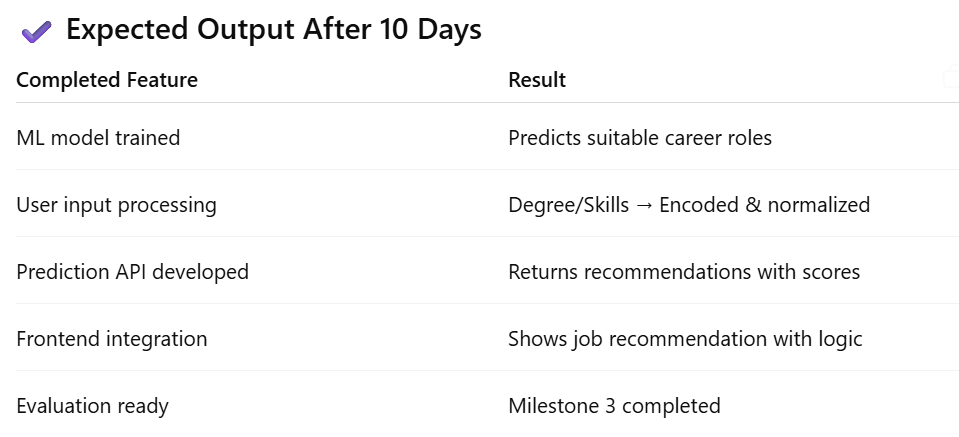 ✔ Expected Output After 10 Days
Completed Feature Result
ML model trained Predicts suitable career roles
User input processing Degree/Skills → Encoded & normalized
Prediction API developed Returns recommendations with scores
Frontend integration Shows job recommendation with logic
Evaluation ready Milestone 3 completed